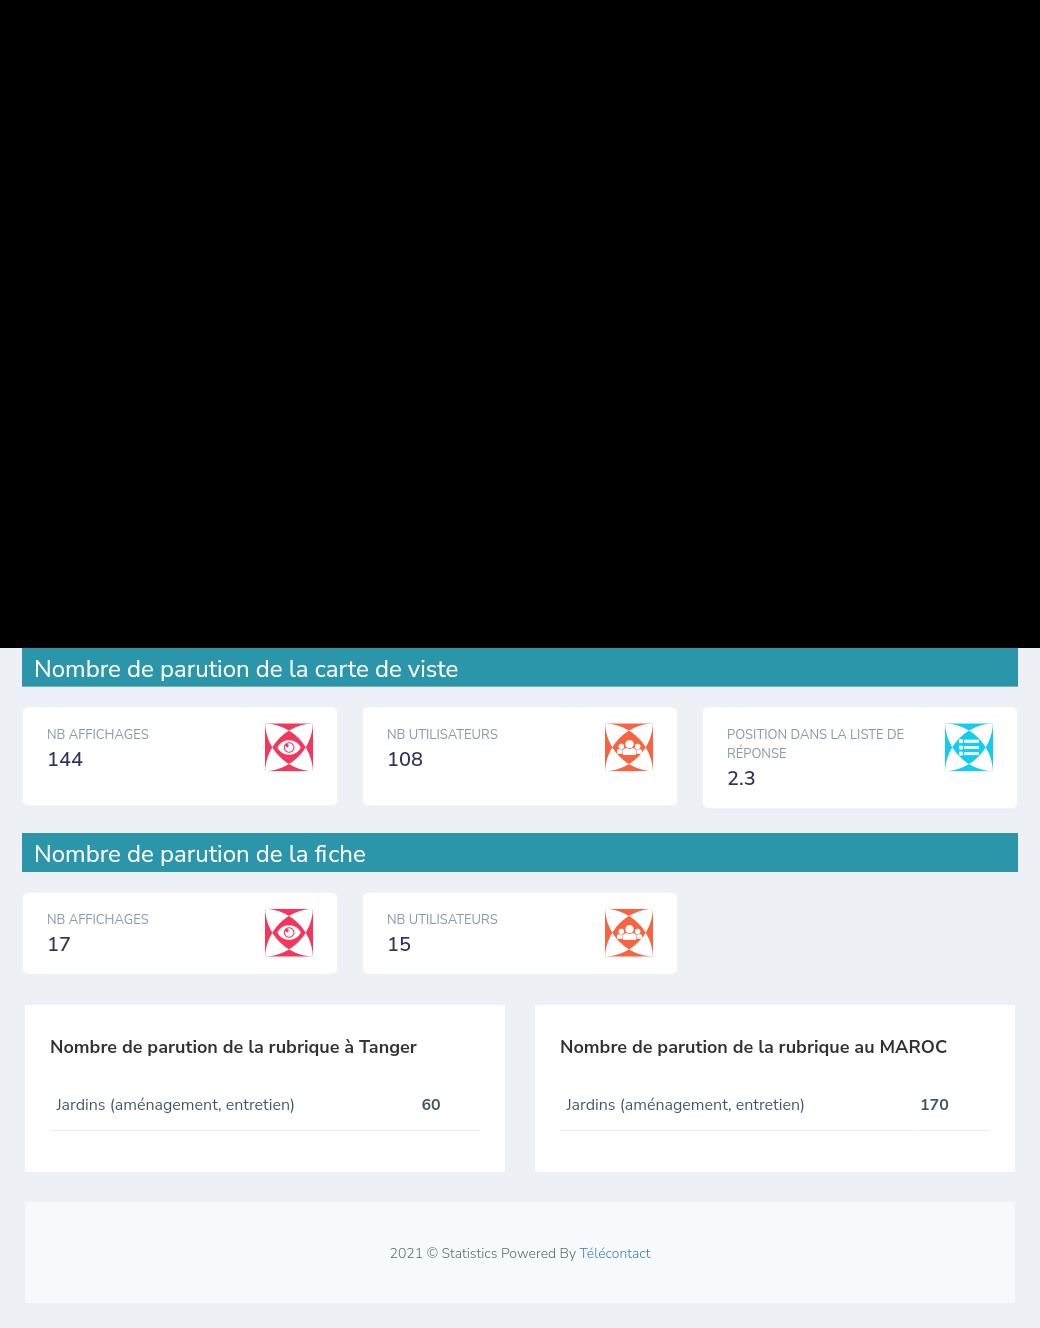 Nombre de parution de la carte de viste
NB AFFICHAGES
144
NB UTILISATEURS
108
POSITION DANS LA LISTE DE
RÉPONSE
2.3
Nombre de parution de la fiche
NB AFFICHAGES
17
NB UTILISATEURS
15
Nombre de parution de la rubrique à Tanger
Jardins (aménagement, entretien) 60
Nombre de parution de la rubrique au MAROC
Jardins (aménagement, entretien) 170
2021 © Statistics Powered By Télécontact